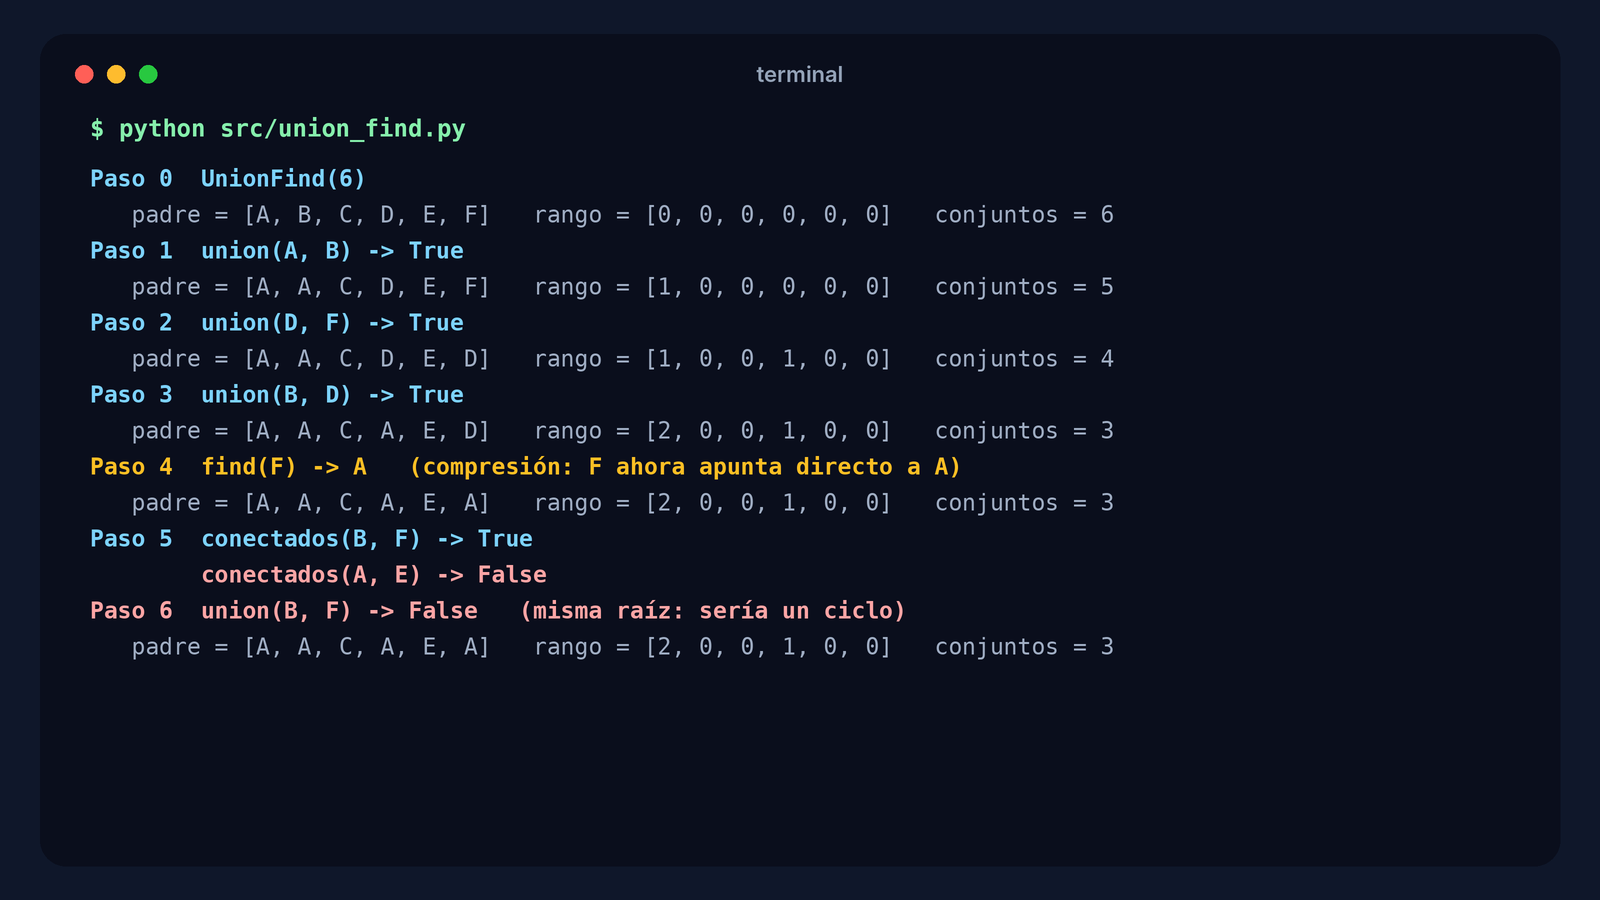 terminal
$ python src/union_find.py
Paso 0  UnionFind(6)
   padre = [A, B, C, D, E, F]   rango = [0, 0, 0, 0, 0, 0]   conjuntos = 6
Paso 1  union(A, B) -> True
   padre = [A, A, C, D, E, F]   rango = [1, 0, 0, 0, 0, 0]   conjuntos = 5
Paso 2  union(D, F) -> True
   padre = [A, A, C, D, E, D]   rango = [1, 0, 0, 1, 0, 0]   conjuntos = 4
Paso 3  union(B, D) -> True
   padre = [A, A, C, A, E, D]   rango = [2, 0, 0, 1, 0, 0]   conjuntos = 3
Paso 4  find(F) -> A   (compresión: F ahora apunta directo a A)
   padre = [A, A, C, A, E, A]   rango = [2, 0, 0, 1, 0, 0]   conjuntos = 3
Paso 5  conectados(B, F) -> True
        conectados(A, E) -> False
Paso 6  union(B, F) -> False   (misma raíz: sería un ciclo)
   padre = [A, A, C, A, E, A]   rango = [2, 0, 0, 1, 0, 0]   conjuntos = 3